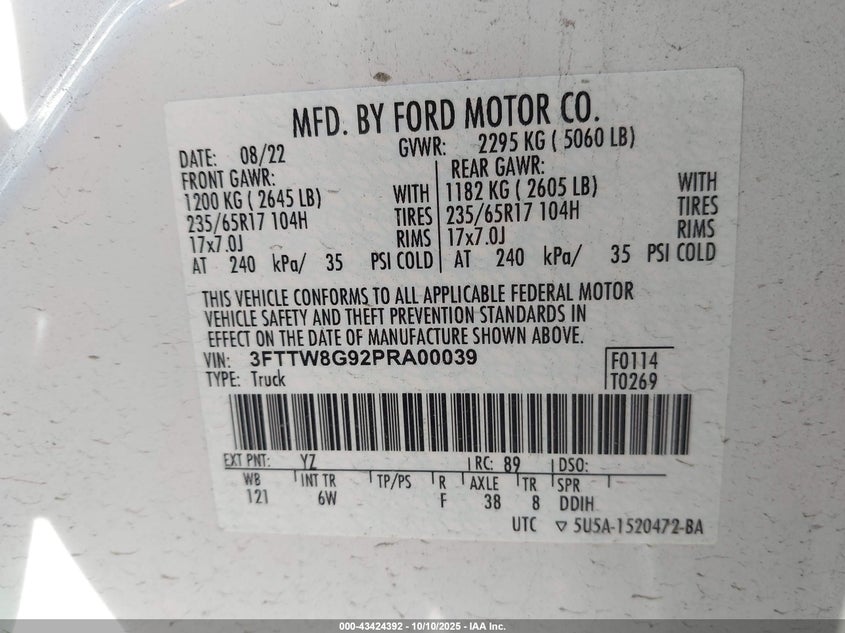 MFD. BY FORD MOTOR CO.
DATE: 08/22 GVWR: 2295 KG ( 5060 LB)
FRONT GAWR: REAR GAWR:
1200 KG ( 2645 LB) WITH 1182 KG ( 2605 LB) WITH
235/65R17 104H TIRES 235/65R17 104H TIRES
17x7.0J RIMS 17x7.0J RIMS
AT 240 kPa/ 35 PSI COLD AT 240 kPa/ 35 PSI COLD
THIS VEHICLE CONFORMS TO ALL APPLICABLE FEDERAL MOTOR
VEHICLE SAFETY AND THEFT PREVENTION STANDARDS IN
EFFECT ON THE DATE OF MANUFACTURE SHOWN ABOVE.
VIN: 3FTTW8G92PRA00039 F0114
TYPE: Truck T0269
EXT PNT: YZ RC: 89 DSO:
WB INT TR TP/PS R AXLE TR SPR
121 6W F 38 8 DDIH
UTC ▽ 5U5A-1520472-BA
000-43424392 - 10/10/2025 - IAA Inc.